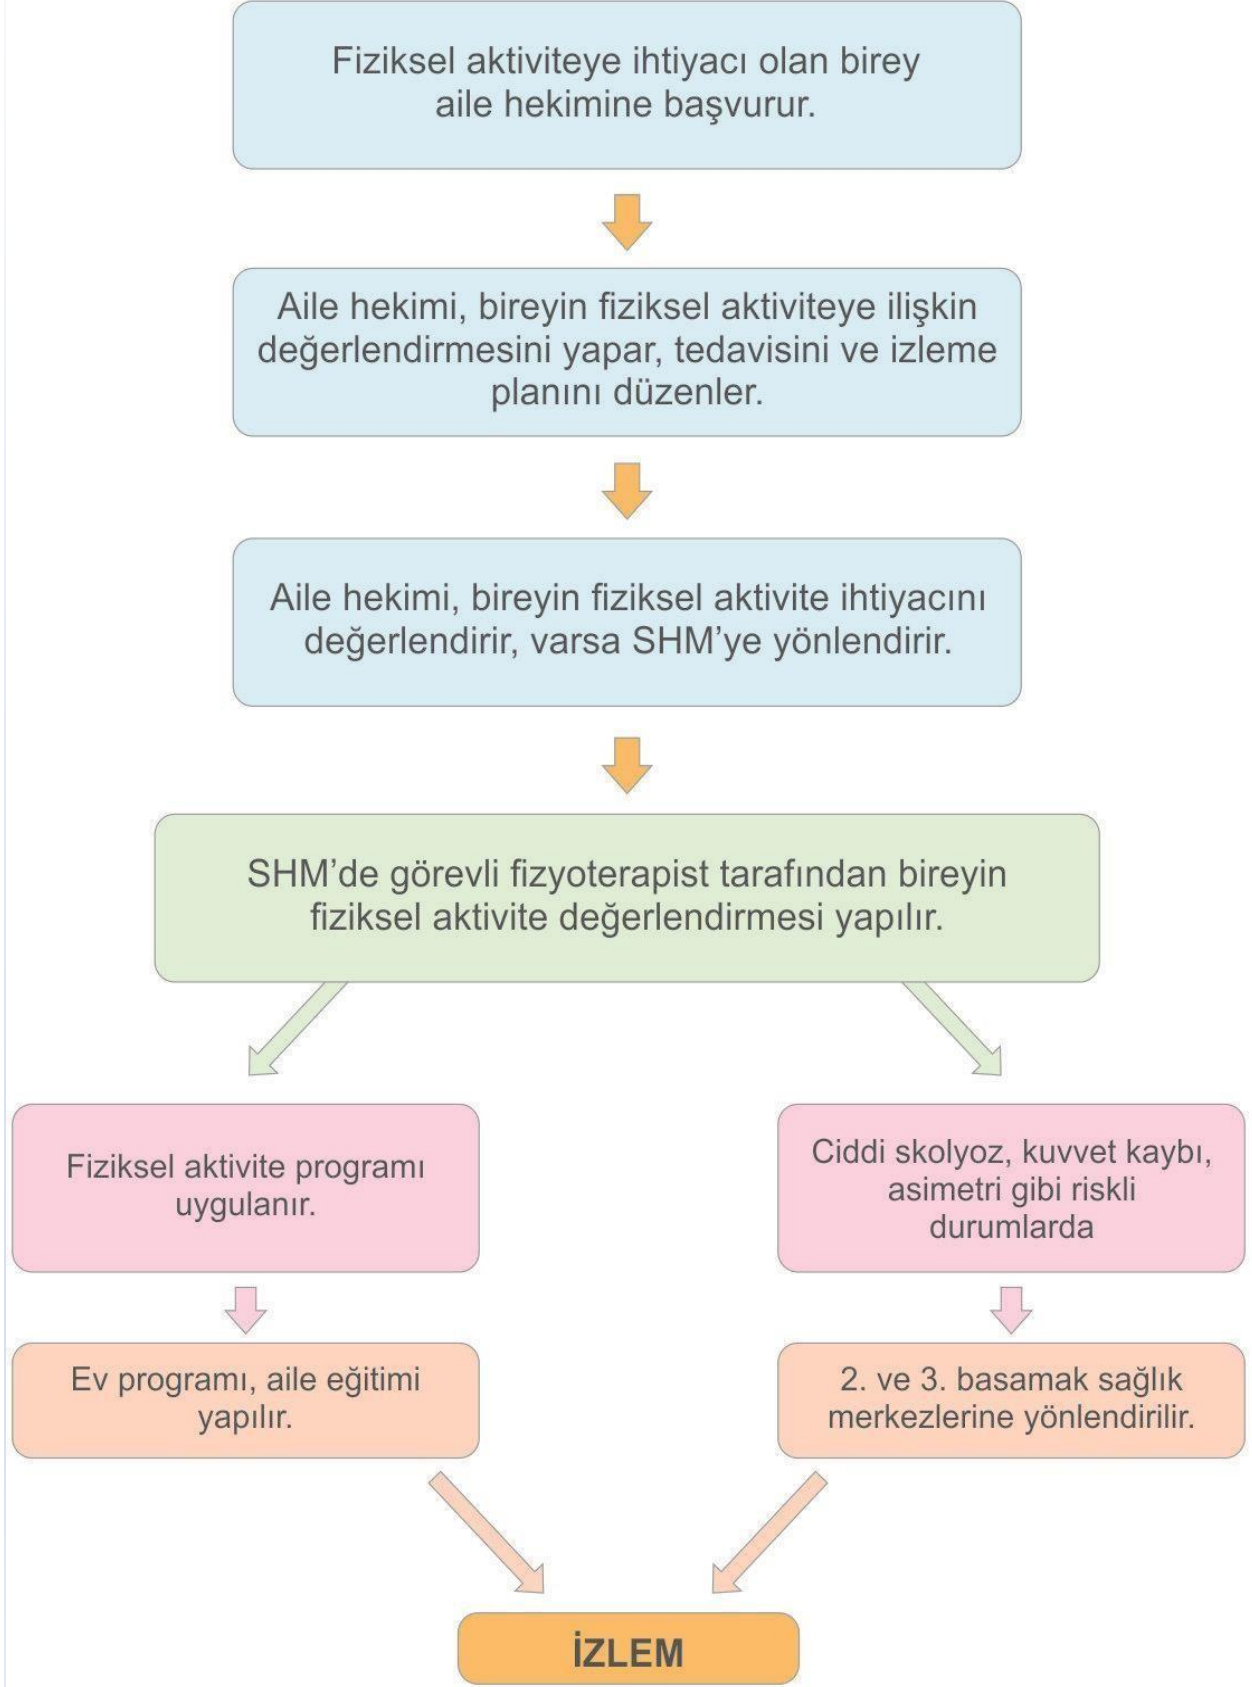 Fiziksel aktiviteye ihtiyacı olan birey
aile hekimine başvurur.
Aile hekimi, bireyin fiziksel aktiviteye ilişkin
değerlendirmesini yapar, tedavisini ve izleme
planını düzenler.
Aile hekimi, bireyin fiziksel aktivite ihtiyacını
değerlendirir, varsa SHM’ye yönlendirir.
SHM’de görevli fizyoterapist tarafından bireyin
fiziksel aktivite değerlendirmesi yapılır.
Fiziksel aktivite programı
uygulanır.
Ciddi skolyoz, kuvvet kaybı,
asimetri gibi riskli
durumlarda
Ev programı, aile eğitimi
yapılır.
2. ve 3. basamak sağlık
merkezlerine yönlendirilir.
İZLEM